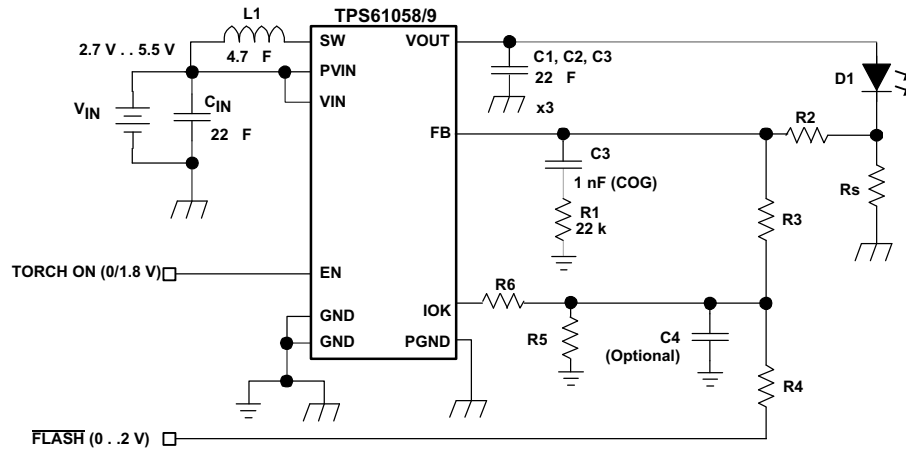 TPS61058/9
L1
4.7 F
2.7 V . . 5.5 V
SW
VOUT
PVIN
VIN
C1, C2, C3
22 F
x3
D1
VIN
CIN
22 F
FB
R2
C3
1 nF (COG)
Rs
R1
22 k
R3
TORCH ON (0/1.8 V)
EN
R6
IOK
GND
GND
PGND
R5
C4
(Optional)
R4
FLASH (0 . .2 V)